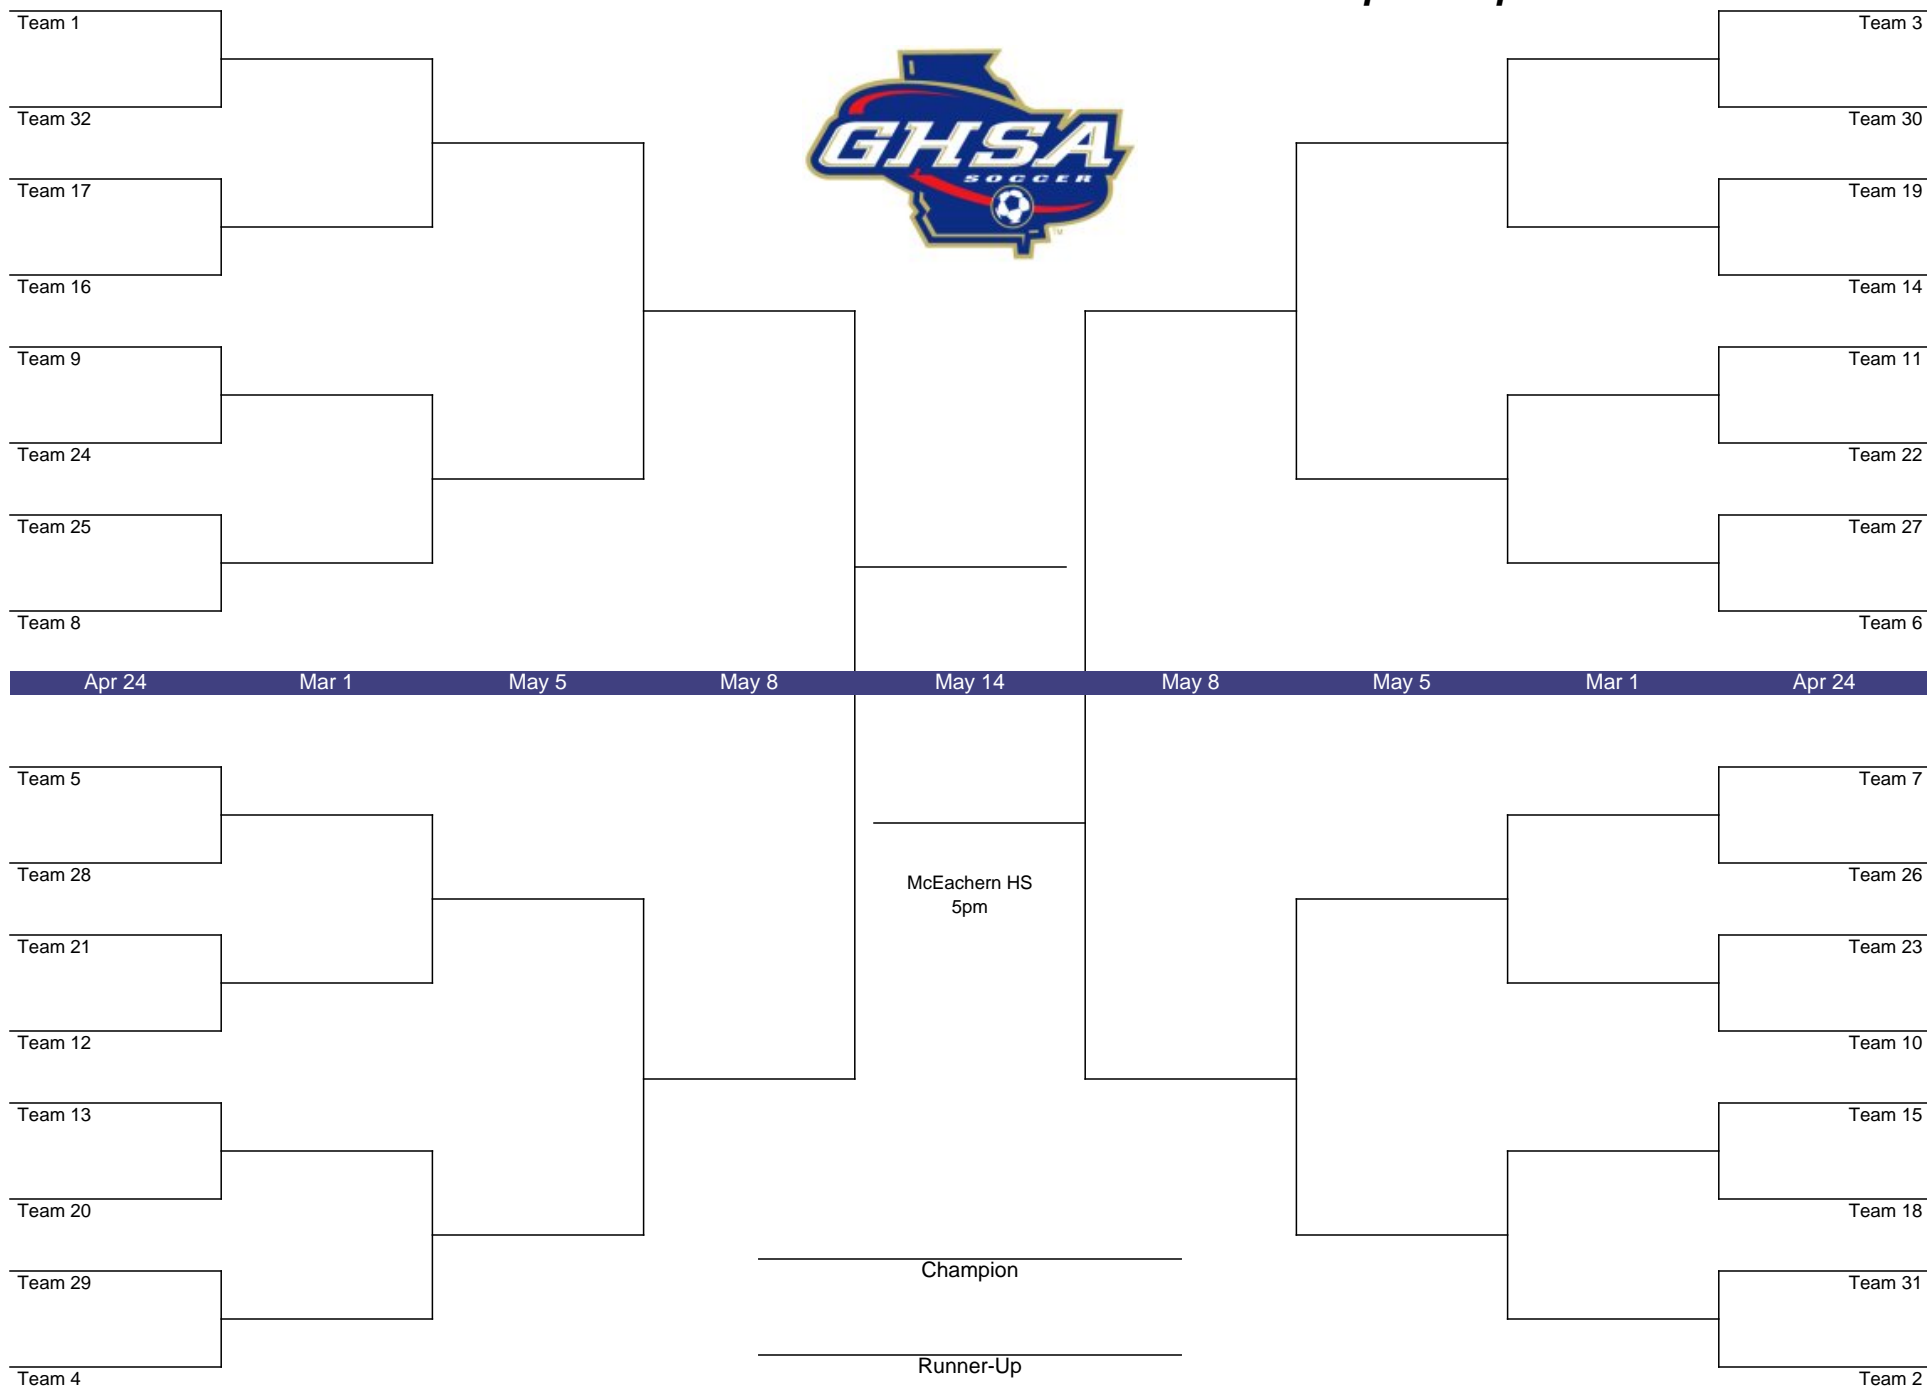 Team 1
Team 32
Team 17
Team 16
Team 9
Team 24
Team 25
Team 8
GHSA
SOCCER
TM
Team 3
Team 30
Team 19
Team 14
Team 11
Team 22
Team 27
Team 6
Apr 24 Mar 1 May 5 May 8 May 14 May 8 May 5 Mar 1 Apr 24
Team 5
Team 28
Team 21
Team 12
Team 13
Team 20
Team 29
Team 4
McEachern HS
5pm
Champion
Runner-Up
Team 7
Team 26
Team 23
Team 10
Team 15
Team 18
Team 31
Team 2